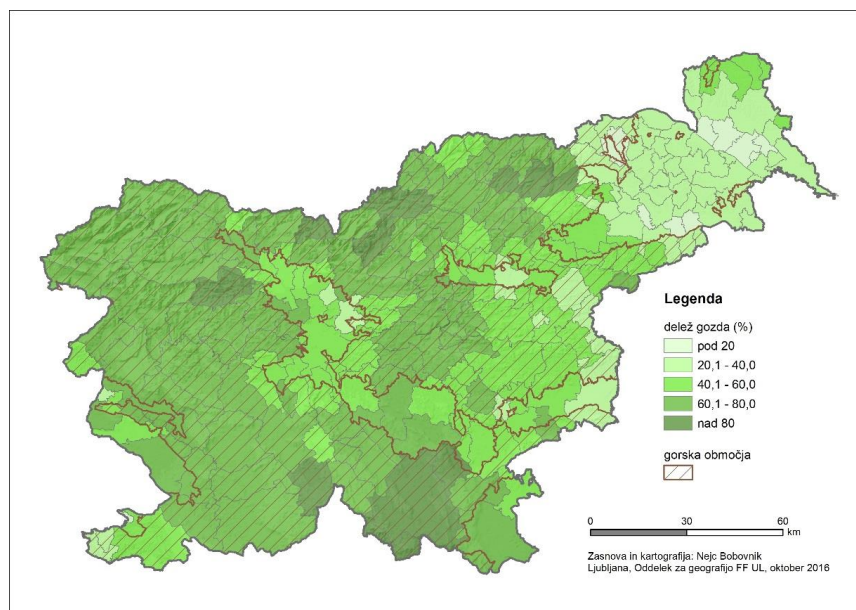 Legenda
delež gozda (%)
pod 20
20,1 - 40,0
40,1 - 60,0
60,1 - 80,0
nad 80
gorska območja
0 30 60
km
Zasnova in kartografija: Nejc Bobovnik
Ljubljana, Oddelek za geografijo FF UL, oktober 2016